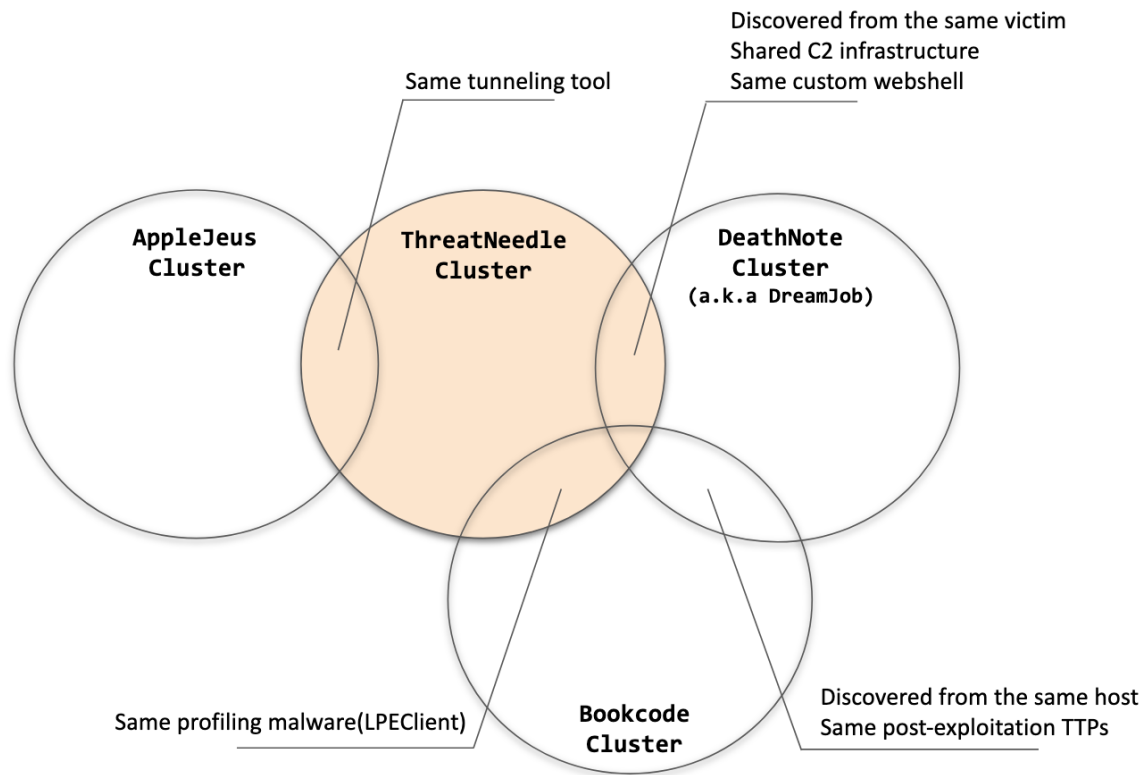 Discovered from the same victim
Shared C2 infrastructure
Same custom webshell
Same tunneling tool
AppleJeus
Cluster
ThreatNeedle
Cluster
DeathNote
Cluster
(a.k.a DreamJob)
Same profiling malware(LPEClient)
Bookcode
Cluster
Discovered from the same host
Same post-exploitation TTPs